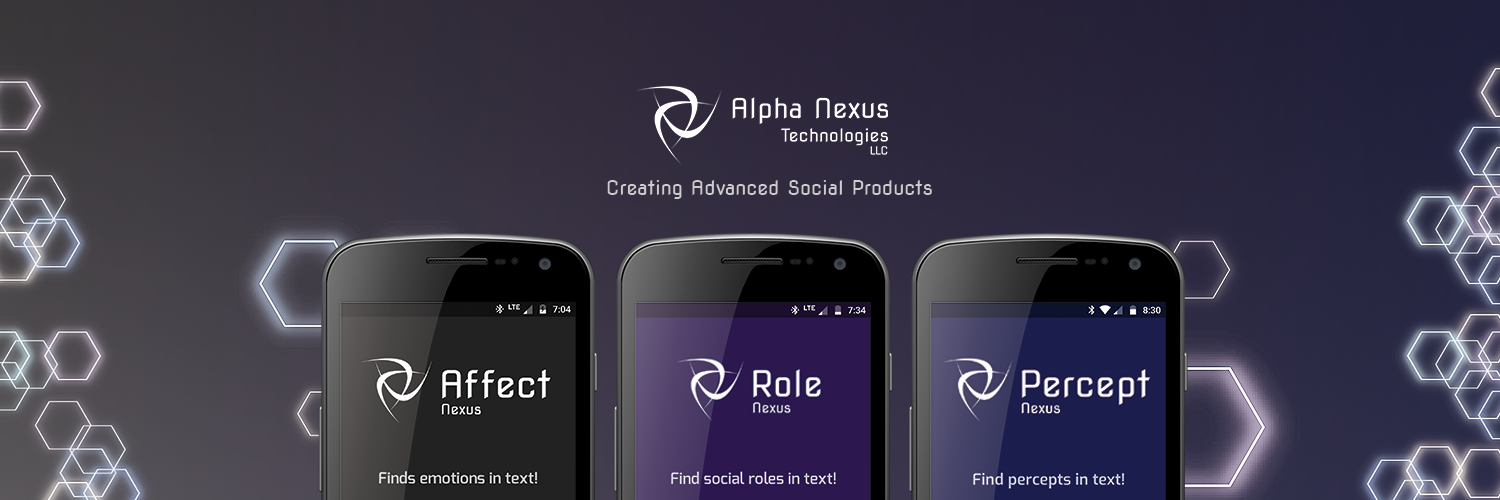 Alpha Nexus
Technologies
LLC
Creating Advanced Social Products
LTE 7:04
Affect
Nexus
Finds emotions in text!
LTE 7:34
Role
Nexus
Find social roles in text!
8:30
Percept
Nexus
Find percepts in text!